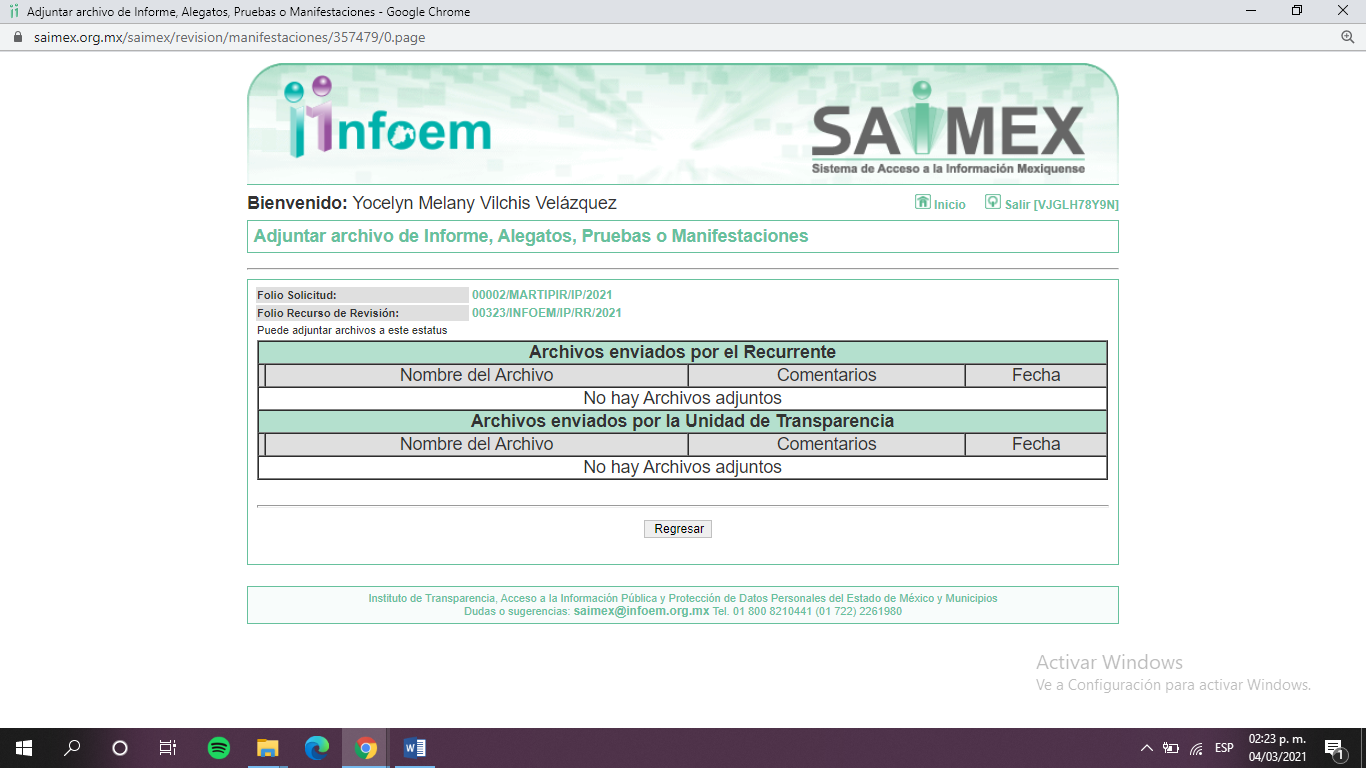 Adjuntar archivo de Informe, Alegatos, Pruebas o Manifestaciones - Google Chrome
saimex.org.mx/saimex/revision/manifestaciones/357479/0.page
infoem
SAIMEX
Sistema de Acceso a la Información Mexiquense
Bienvenido: Yocelyn Melany Vilchis Velázquez
Inicio Salir [VJGLH78Y9N]
Adjuntar archivo de Informe, Alegatos, Pruebas o Manifestaciones
Folio Solicitud: 00002/MARTIPIR/IP/2021
Folio Recurso de Revisión: 00323/INFOEM/IP/RR/2021
Puede adjuntar archivos a este estatus
Archivos enviados por el Recurrente
Nombre del Archivo Comentarios Fecha
No hay Archivos adjuntos
Archivos enviados por la Unidad de Transparencia
Nombre del Archivo Comentarios Fecha
No hay Archivos adjuntos
Regresar
Instituto de Transparencia, Acceso a la Información Pública y Protección de Datos Personales del Estado de México y Municipios
Dudas o sugerencias: saimex@infoem.org.mx Tel. 01 800 8210441 (01 722) 2261980
Activar Windows
Ve a Configuración para activar Windows.
ESP
02:23 p. m.
04/03/2021
1